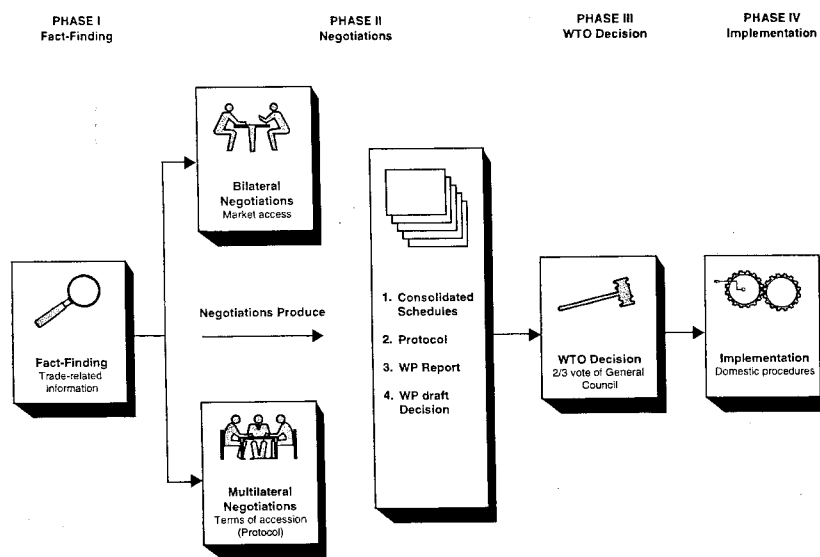 PHASE I
Fact-Finding
PHASE II
Negotiations
PHASE III
WTO Decision
PHASE IV
Implementation
Bilateral
Negotiations
Market access
Fact-Finding
Trade-related
information
Negotiations Produce
Multilateral
Negotiations
Terms of accession
(Protocol)
1. Consolidated
Schedules
2. Protocol
3. WP Report
4. WP draft
Decision
WTO Decision
2/3 vote of General
Council
Implementation
Domestic procedures